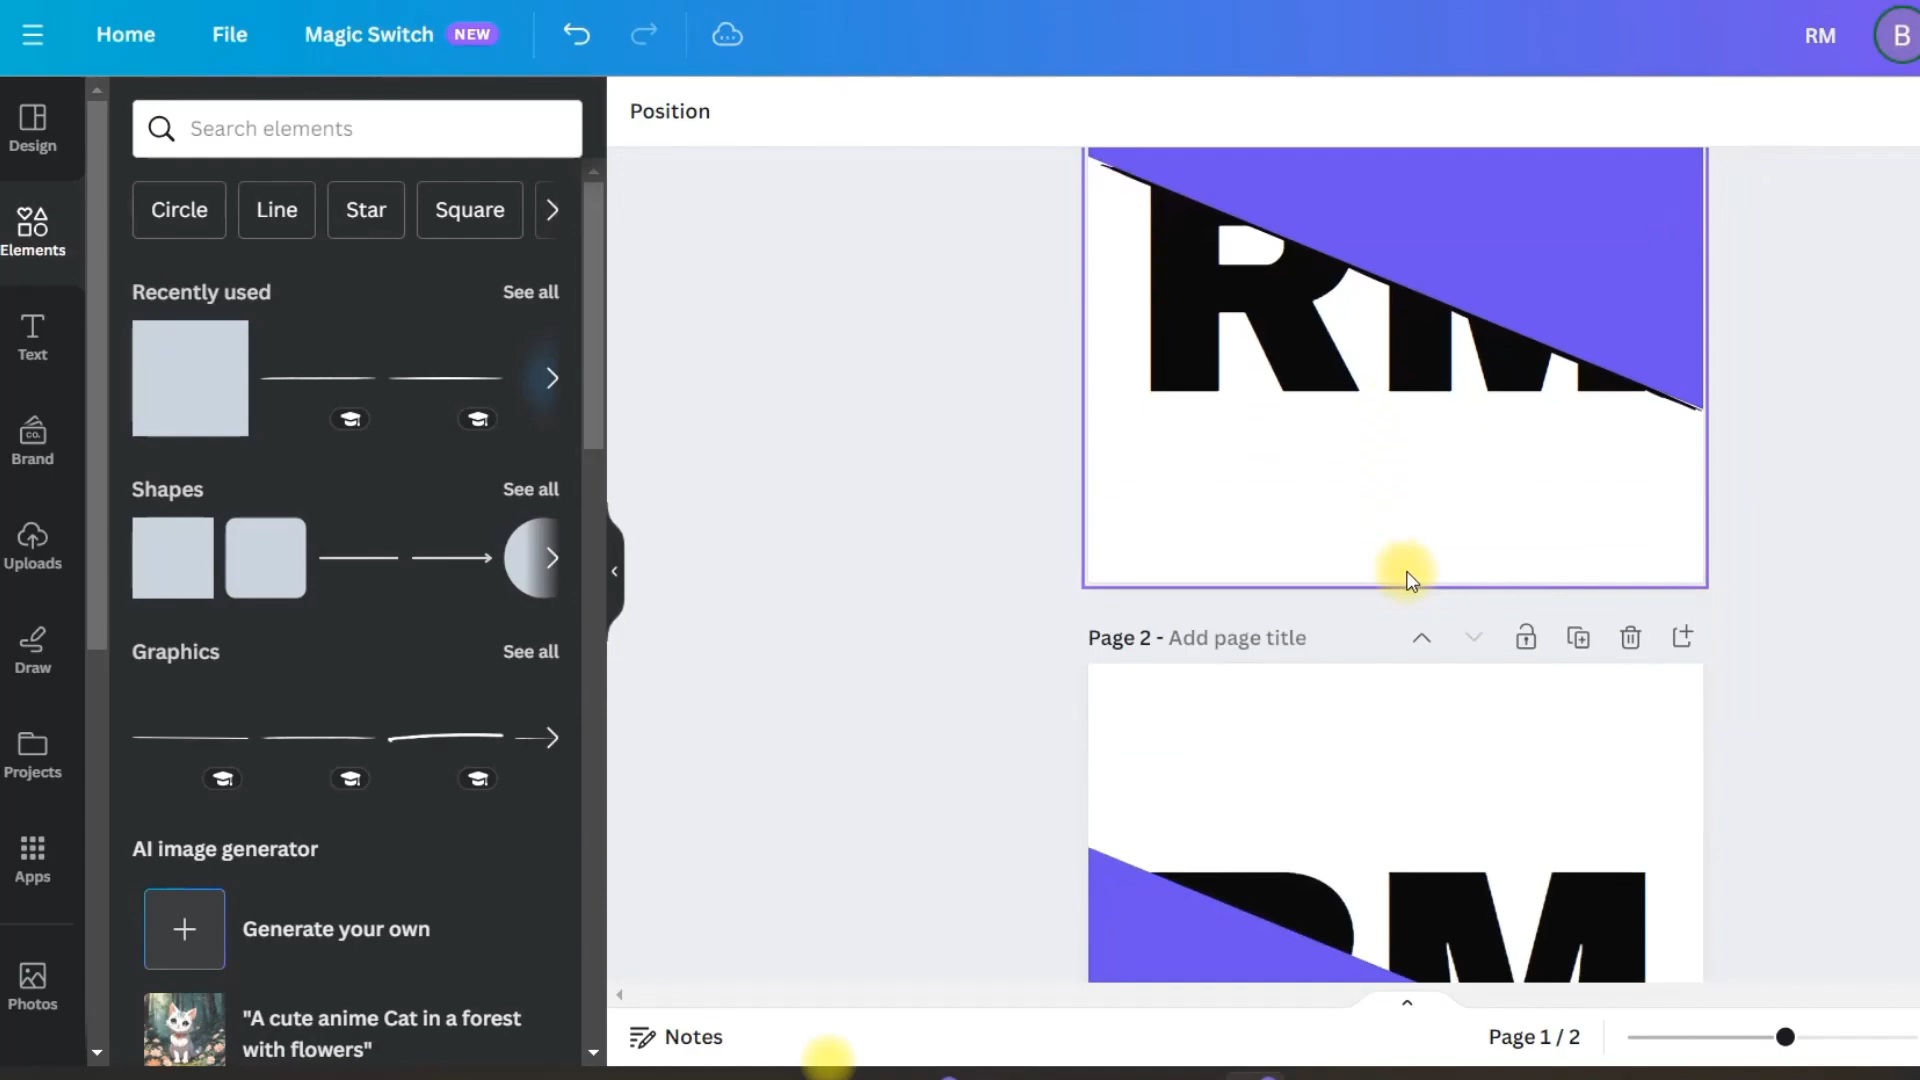 Home File Magic Switch NEW RM B
Design
Elements
Text
Brand
CO.
Uploads
Draw
Projects
Apps
Photos
Search elements
Circle Line Star Square
Recently used See all
Shapes See all
Graphics See all
AI image generator
Generate your own
"A cute anime Cat in a forest
with flowers"
Position
RM
Page 2 - Add page title
RM
Notes Page 1 / 2